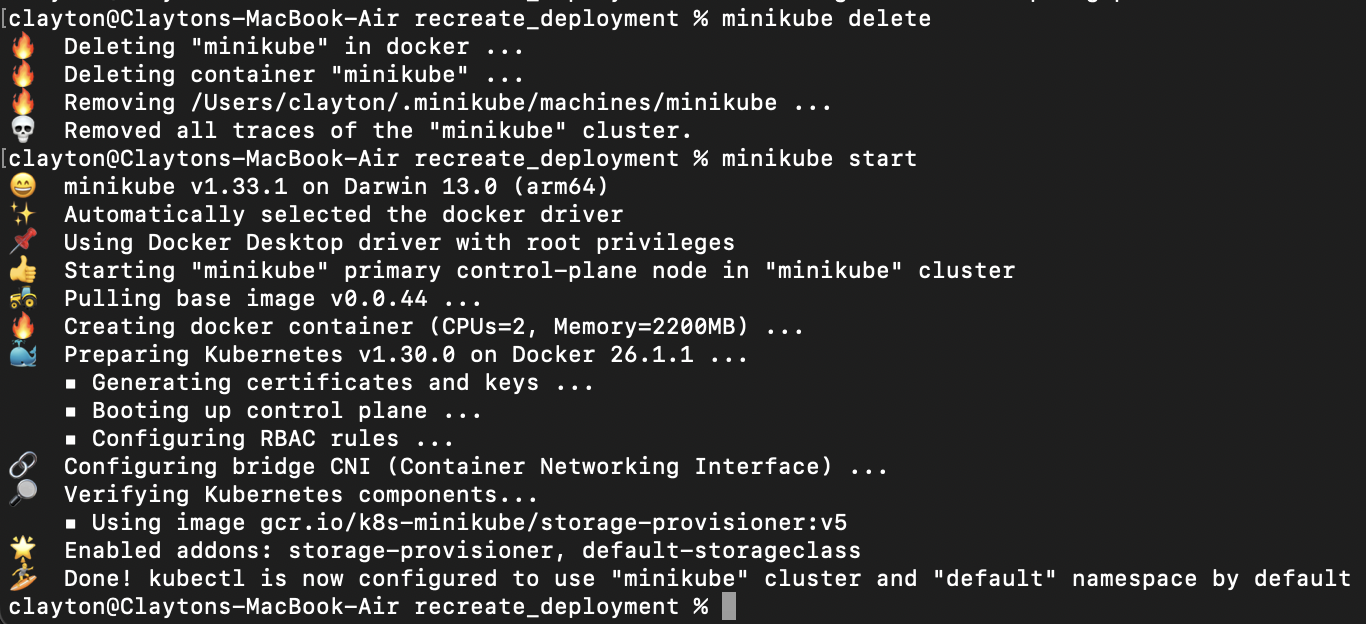 [clayton@Claytons-MacBook-Air recreate_deployment % minikube delete
🔥  Deleting "minikube" in docker ...
🔥  Deleting container "minikube" ...
🔥  Removing /Users/clayton/.minikube/machines/minikube ...
💀  Removed all traces of the "minikube" cluster.
[clayton@Claytons-MacBook-Air recreate_deployment % minikube start
😄  minikube v1.33.1 on Darwin 13.0 (arm64)
✨  Automatically selected the docker driver
📌  Using Docker Desktop driver with root privileges
👍  Starting "minikube" primary control-plane node in "minikube" cluster
🚜  Pulling base image v0.0.44 ...
🔥  Creating docker container (CPUs=2, Memory=2200MB) ...
🐳  Preparing Kubernetes v1.30.0 on Docker 26.1.1 ...
    ▪ Generating certificates and keys ...
    ▪ Booting up control plane ...
    ▪ Configuring RBAC rules ...
🔗  Configuring bridge CNI (Container Networking Interface) ...
🔎  Verifying Kubernetes components...
    ▪ Using image gcr.io/k8s-minikube/storage-provisioner:v5
🌟  Enabled addons: storage-provisioner, default-storageclass
🏄  Done! kubectl is now configured to use "minikube" cluster and "default" namespace by default
clayton@Claytons-MacBook-Air recreate_deployment %